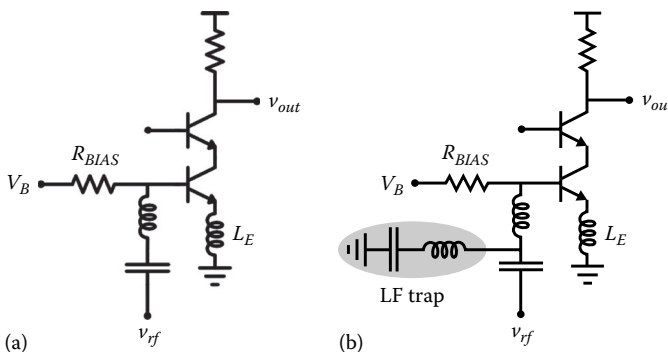 v_out
R_BIAS
V_B
L_E
v_rf
(a)
v_ou
R_BIAS
V_B
L_E
LF trap
v_rf
(b)